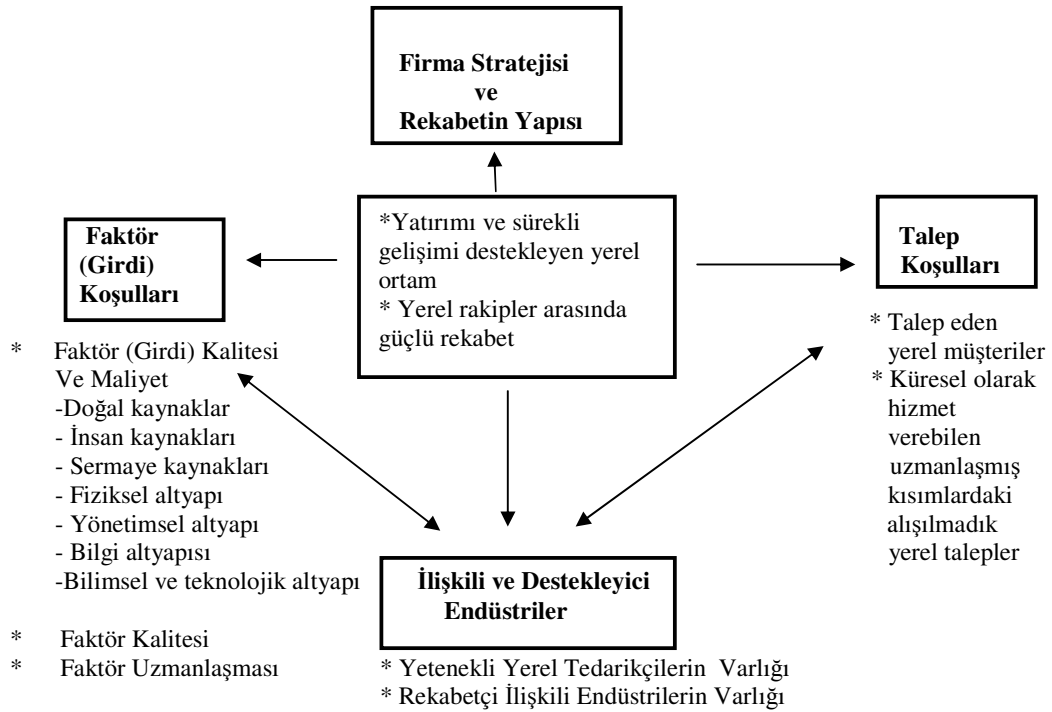 Firma Stratejisi
ve
Rekabetin Yapısı
*Yatırımı ve sürekli
gelişimi destekleyen yerel
ortam
* Yerel rakipler arasında
güçlü rekabet
Faktör
(Girdi)
Koşulları
Talep
Koşulları
* Faktör (Girdi) Kalitesi
Ve Maliyet
-Doğal kaynaklar
- İnsan kaynakları
- Sermaye kaynakları
- Fiziksel altyapı
- Yönetimsel altyapı
- Bilgi altyapısı
-Bilimsel ve teknolojik altyapı
* Faktör Kalitesi
* Faktör Uzmanlaşması
* Talep eden
yerel müşteriler
* Küresel olarak
hizmet
verebilen
uzmanlaşmış
kısımlardaki
alışılmadık
yerel talepler
İlişkili ve Destekleyici
Endüstriler
* Yetenekli Yerel Tedarikçilerin Varlığı
* Rekabetçi İlişkili Endüstrilerin Varlığı